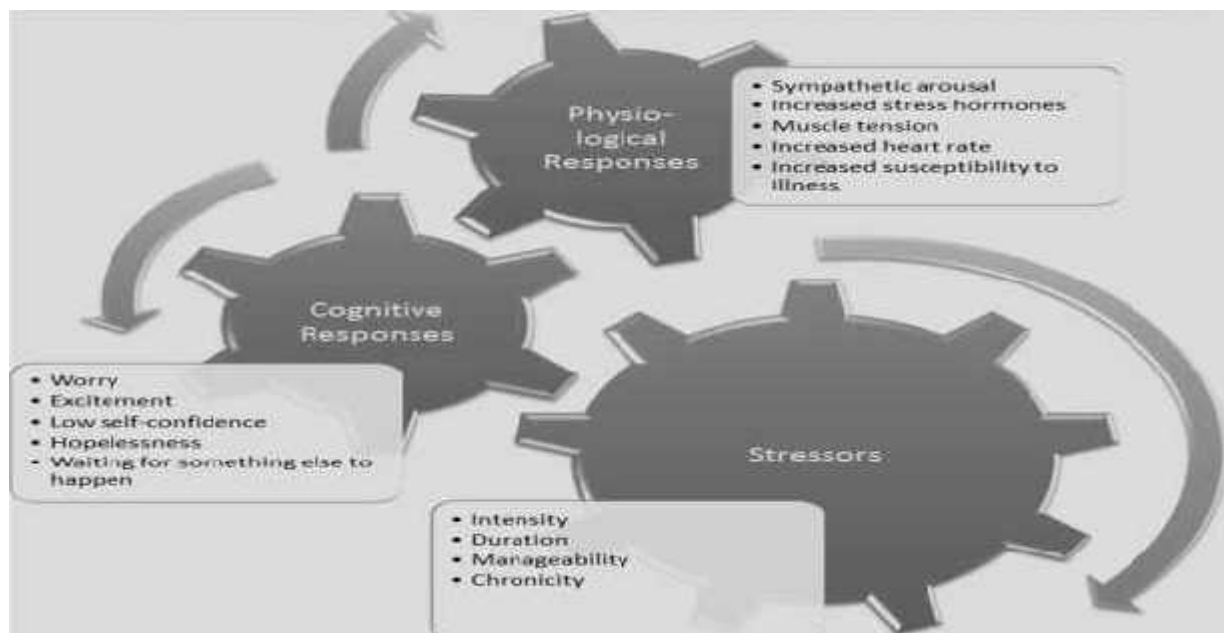 Physio-
logical
Responses
• Sympathetic arousal
• Increased stress hormones
• Muscle tension
• Increased heart rate
• Increased susceptibility to
illness.
Cognitive
Responses
• Worry
• Excitement
• Low self-confidence
• Hopelessness
• Waiting for something else to
happen
Stressors
• Intensity
• Duration
• Manageability
• Chronicity